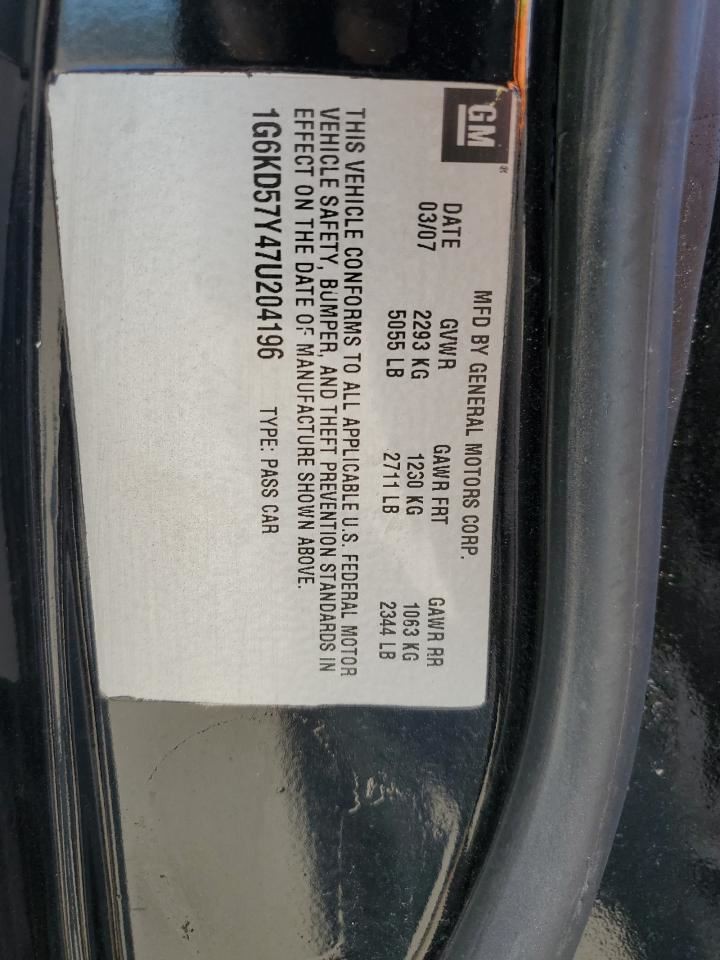 GM
MFD BY GENERAL MOTORS CORP.
DATE GVWR GAWR FRT GAWR RR
03/07 2293 KG 1230 KG 1063 KG
5055 LB 2711 LB 2344 LB
THIS VEHICLE CONFORMS TO ALL APPLICABLE U.S. FEDERAL MOTOR
VEHICLE SAFETY, BUMPER, AND THEFT PREVENTION STANDARDS IN
EFFECT ON THE DATE OF MANUFACTURE SHOWN ABOVE.
1G6KD57Y47U204196 TYPE: PASS CAR